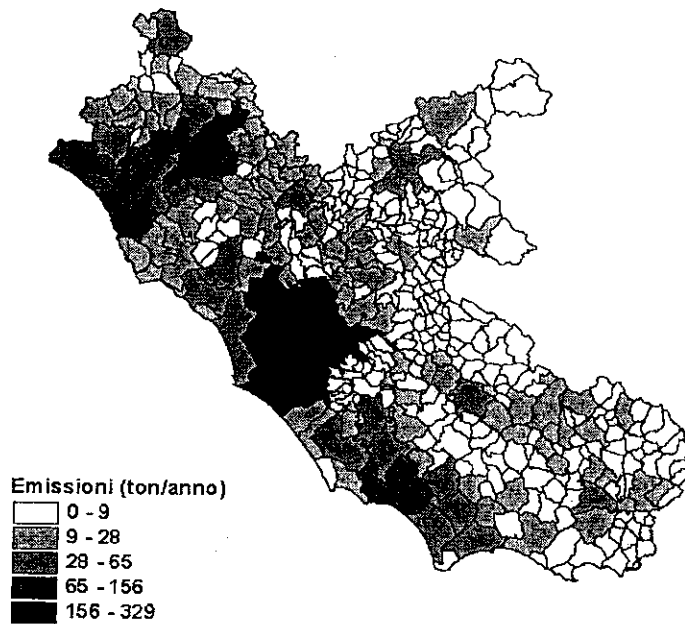 Emissioni (ton/anno)
0 - 9
9 - 28
28 - 65
65 - 156
156 - 329